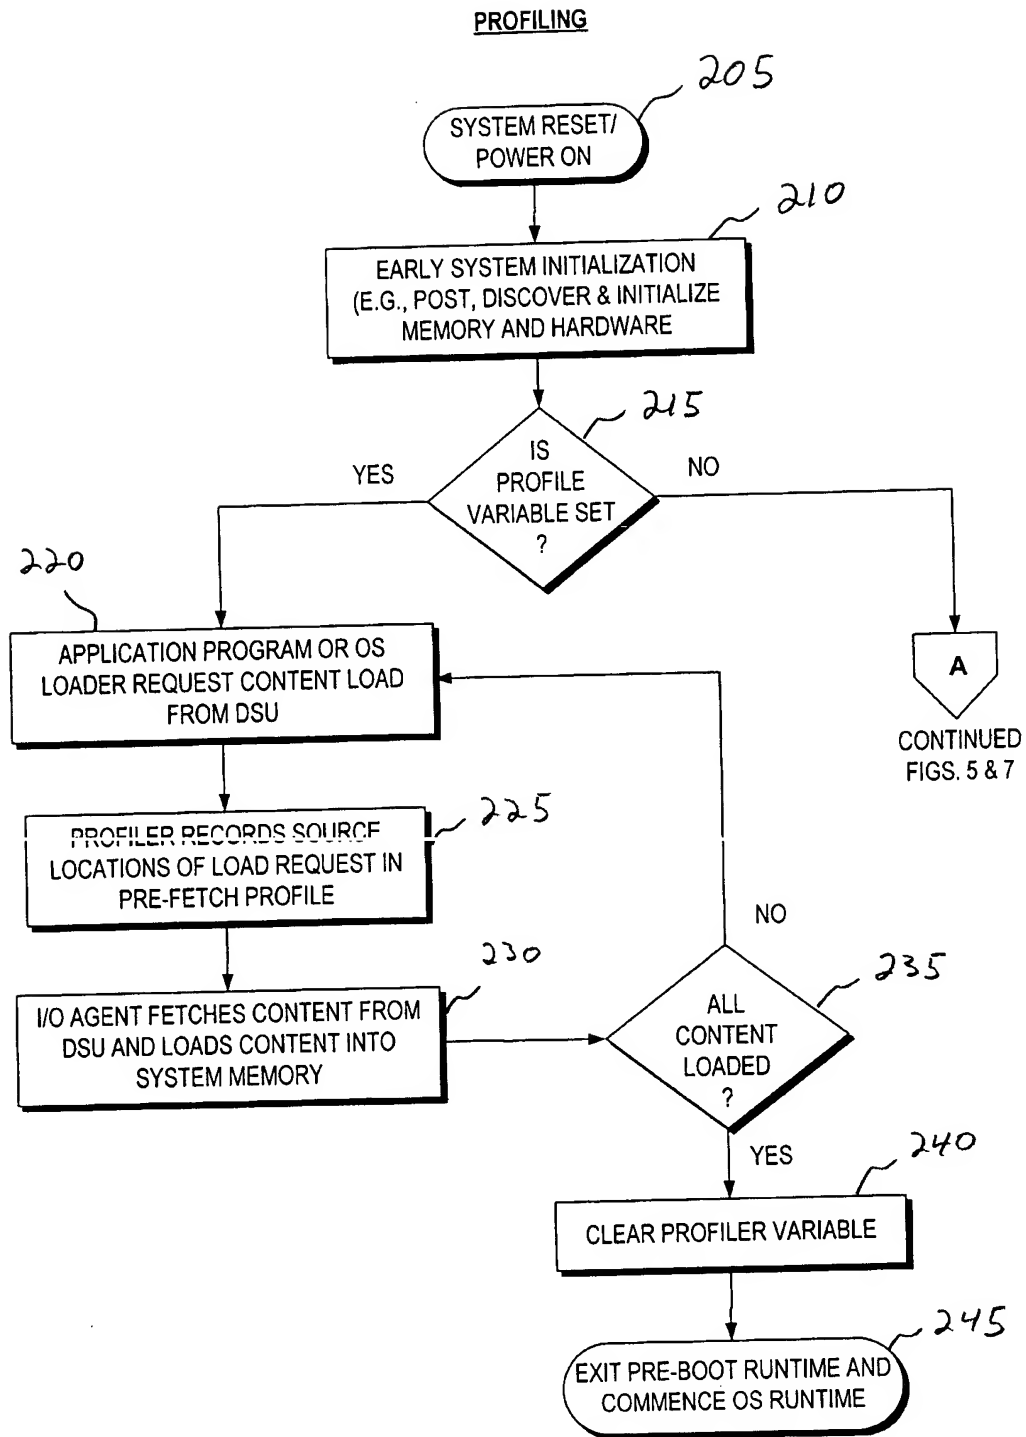 PROFILING
205
SYSTEM RESET/
POWER ON
210
EARLY SYSTEM INITIALIZATION
(E.G., POST, DISCOVER & INITIALIZE
MEMORY AND HARDWARE
215
IS
PROFILE
VARIABLE SET
?
YES
NO
220
APPLICATION PROGRAM OR OS
LOADER REQUEST CONTENT LOAD
FROM DSU
A
CONTINUED
FIGS. 5 & 7
225
PROFILER RECORDS SOURCE
LOCATIONS OF LOAD REQUEST IN
PRE-FETCH PROFILE
NO
230
I/O AGENT FETCHES CONTENT FROM
DSU AND LOADS CONTENT INTO
SYSTEM MEMORY
235
ALL
CONTENT
LOADED
?
YES
240
CLEAR PROFILER VARIABLE
245
EXIT PRE-BOOT RUNTIME AND
COMMENCE OS RUNTIME